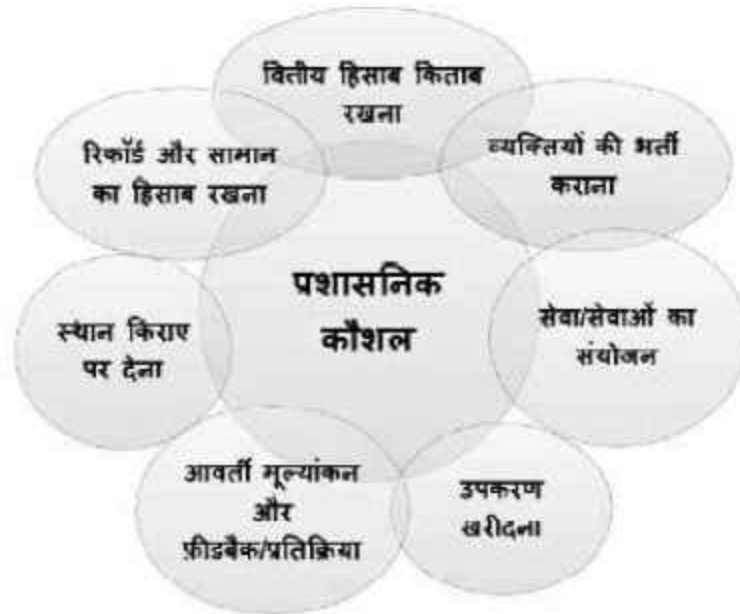 वित्तीय हिसाब किताब
रखना
व्यक्तियों की भर्ती
कराना
सेवा/सेवाओं का
संयोजन
उपकरण
खरीदना
आवर्ती मूल्यांकन
और
फ़ीडबैक/प्रतिक्रिया
स्थान किराए
पर देना
रिकॉर्ड और सामान
का हिसाब रखना
प्रशासनिक
कौशल